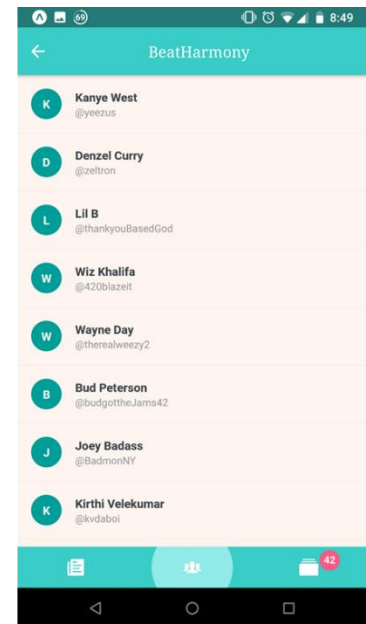 69
8:49
BeatHarmony
K
Kanye West
@yeezus
D
Denzel Curry
@zeltron
L
Lil B
@thankyouBasedGod
W
Wiz Khalifa
@420blazeit
W
Wayne Day
@therealweezy2
B
Bud Peterson
@budgottheJams42
J
Joey Badass
@BadmonNY
K
Kirthi Velekumar
@kvdaboi
42